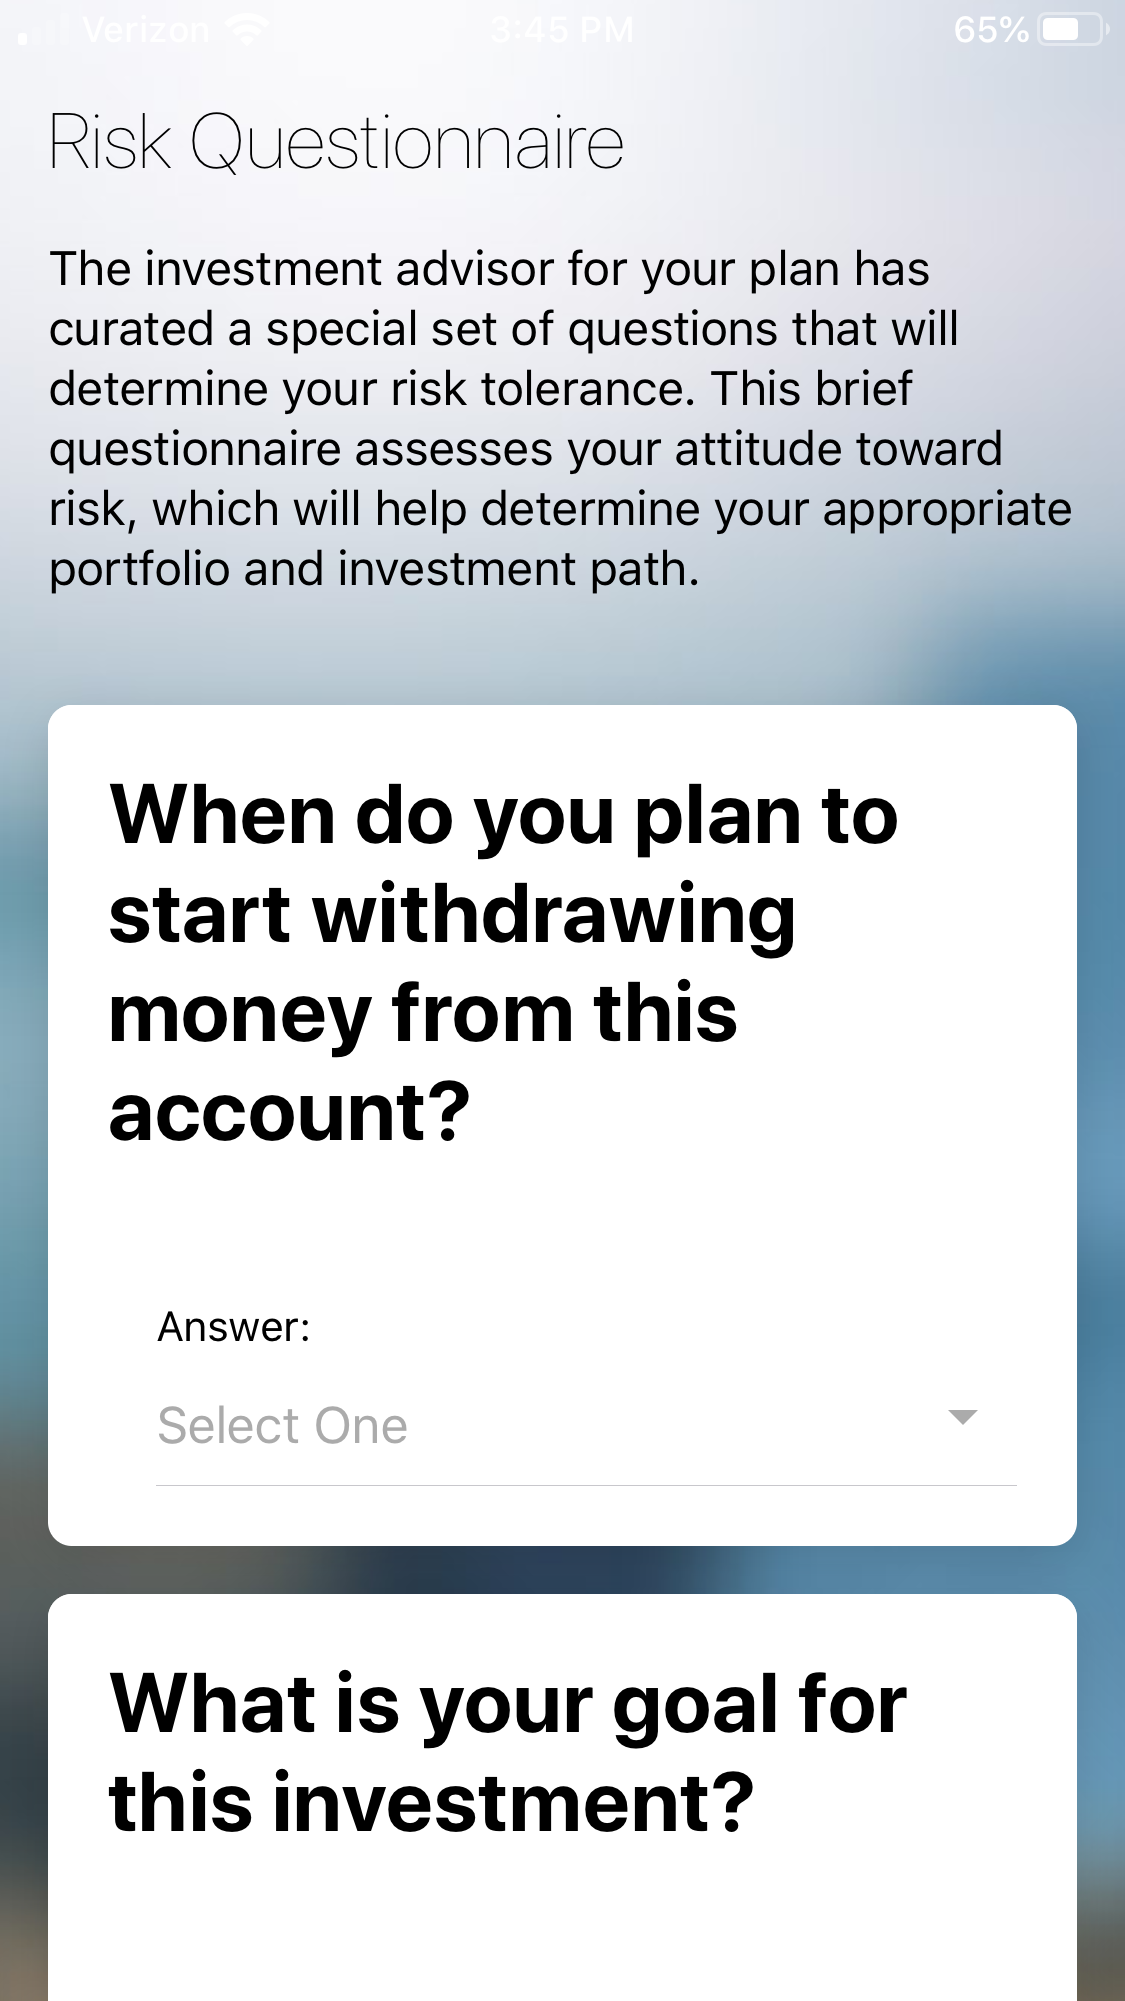 Verizon 3:45 PM 65%
Risk Questionnaire
The investment advisor for your plan has
curated a special set of questions that will
determine your risk tolerance. This brief
questionnaire assesses your attitude toward
risk, which will help determine your appropriate
portfolio and investment path.
When do you plan to
start withdrawing
money from this
account?
Answer:
Select One
What is your goal for
this investment?